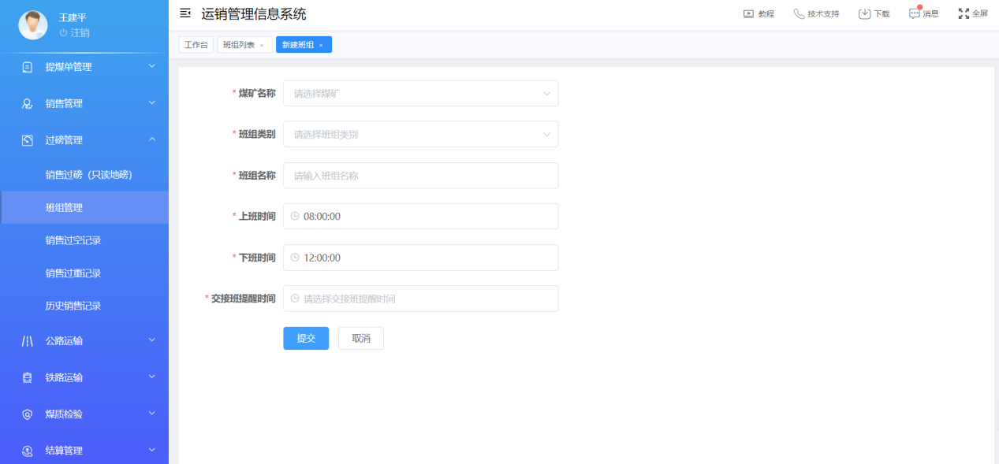 王建平
注销
运销管理信息系统
教程
技术支持
下载
消息
全屏
工作台
班组列表 ×
新建班组 ×
提煤单管理
销售管理
过磅管理
销售过磅（只读地磅）
班组管理
销售过空记录
销售过重记录
历史销售记录
公路运输
铁路运输
煤质检验
结算管理
* 煤矿名称 请选择煤矿
* 班组类别 请选择班组类别
* 班组名称 请输入班组名称
* 上班时间 08:00:00
* 下班时间 12:00:00
* 交接班提醒时间 请选择交接班提醒时间
提交 取消